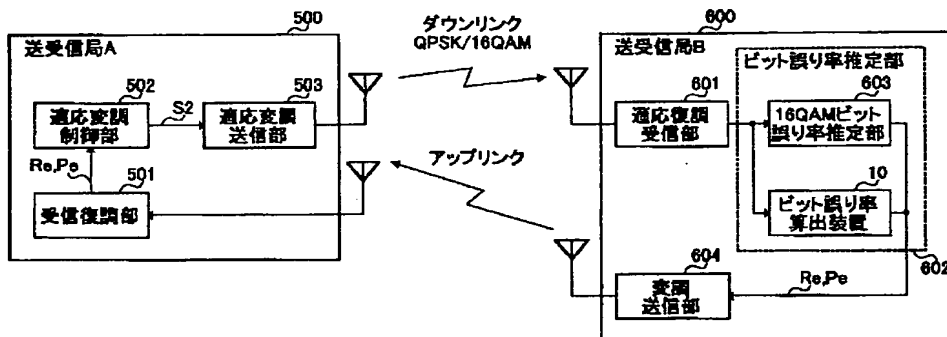 500
送受信局A
502
適応変調
制御部
S2
503
適応変調
送信部
Re,Pe
501
受信復調部
ダウンリンク
QPSK/16QAM
アップリンク
600
送受信局B
601
適応復調
受信部
ビット誤り率推定部
603
16QAMビット
誤り率推定部
10
ビット誤り率
算出装置
602
604
変調
送信部
Re,Pe